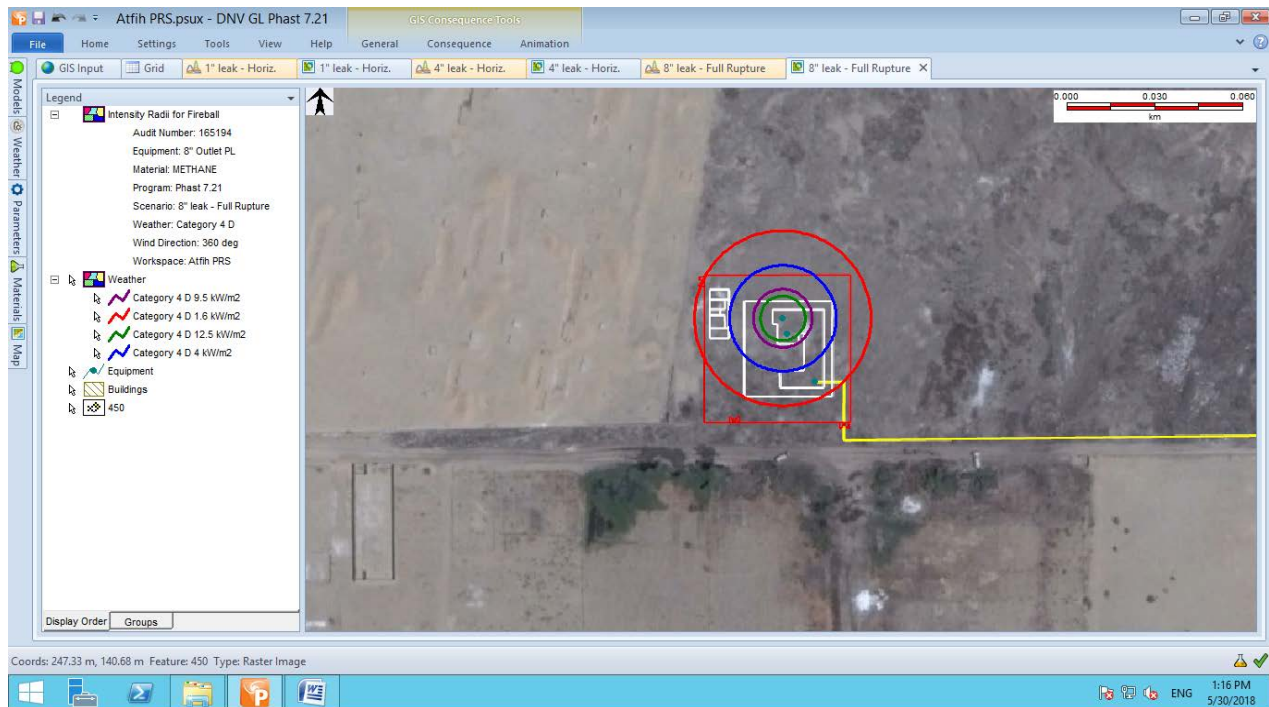 Atfih PRS.psux - DNV GL Phast 7.21
GIS Consequence Tools
File Home Settings Tools View Help General Consequence Animation
GIS Input Grid 1" leak - Horiz. 1" leak - Horiz. 4" leak - Horiz. 4" leak - Horiz. 8" leak - Full Rupture 8" leak - Full Rupture
Models
Weather
Parameters
Materials
Map
Legend
Intensity Radii for Fireball
Audit Number: 165194
Equipment: 8" Outlet PL
Material: METHANE
Program: Phast 7.21
Scenario: 8" leak - Full Rupture
Weather: Category 4 D
Wind Direction: 360 deg
Workspace: Atfih PRS
Weather
Category 4 D 9.5 kW/m2
Category 4 D 1.6 kW/m2
Category 4 D 12.5 kW/m2
Category 4 D 4 kW/m2
Equipment
Buildings
450
0.000 0.030 0.060
km
Display Order Groups
Coords: 247.33 m, 140.68 m Feature: 450 Type: Raster Image
ENG
1:16 PM
5/30/2018